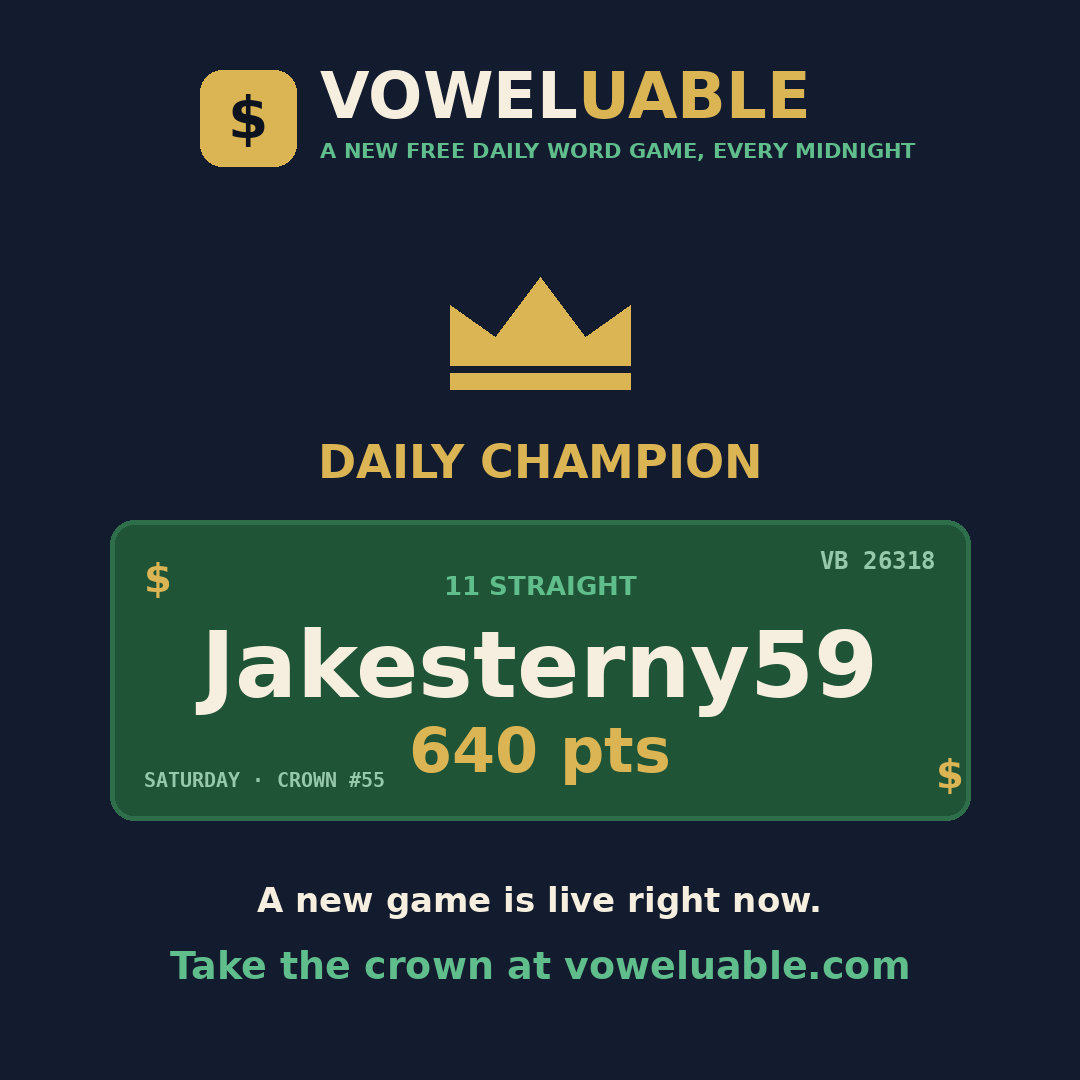 $
VOWELUABLE
A NEW FREE DAILY WORD GAME, EVERY MIDNIGHT
DAILY CHAMPION
VB 26318
$
11 STRAIGHT
Jakesterny59
640 pts
SATURDAY · CROWN #55
$
A new game is live right now.
Take the crown at voweluable.com